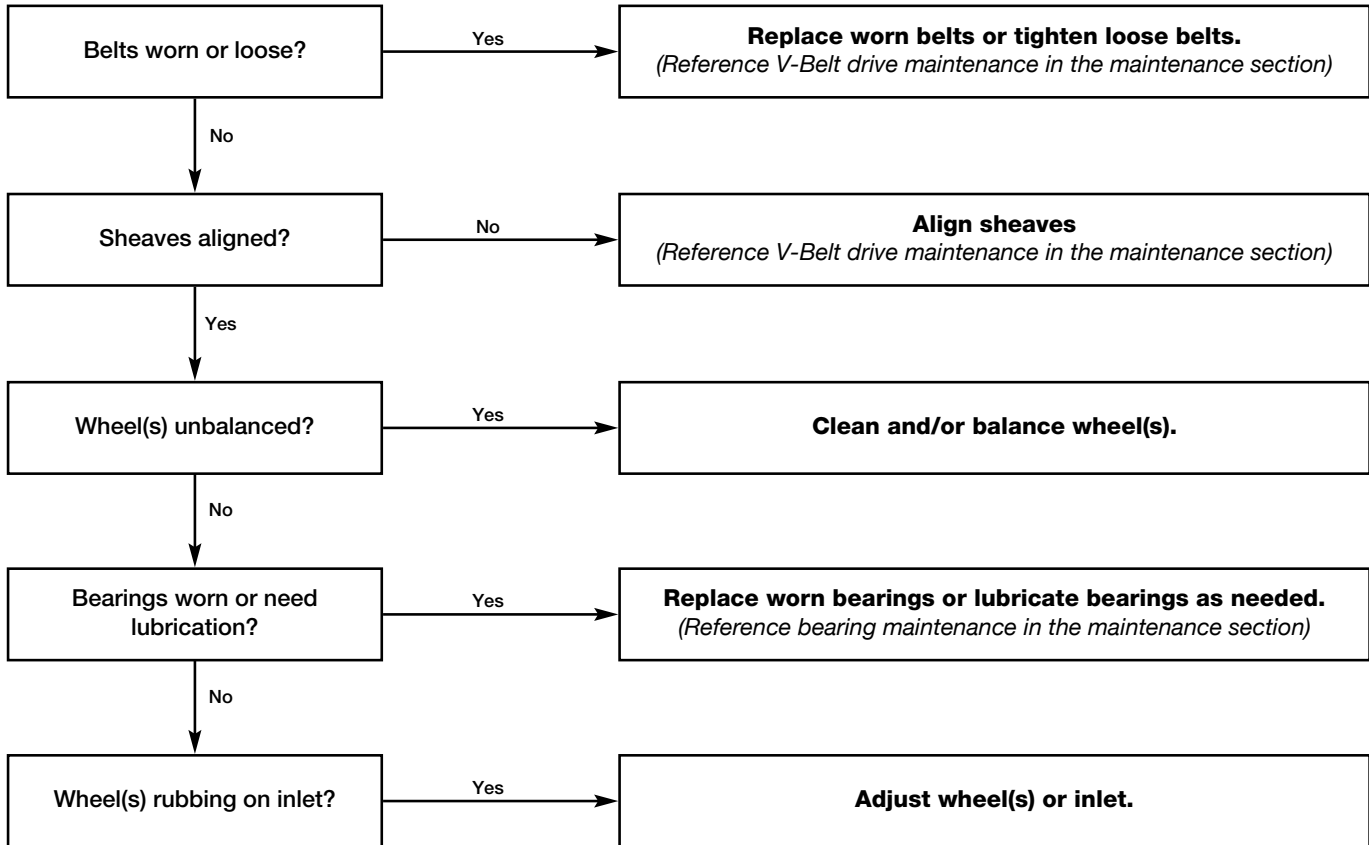 Belts worn or loose?
Yes
Replace worn belts or tighten loose belts.
(Reference V-Belt drive maintenance in the maintenance section)
No
Sheaves aligned?
No
Align sheaves
(Reference V-Belt drive maintenance in the maintenance section)
Yes
Wheel(s) unbalanced?
Yes
Clean and/or balance wheel(s).
No
Bearings worn or need
lubrication?
Yes
Replace worn bearings or lubricate bearings as needed.
(Reference bearing maintenance in the maintenance section)
No
Wheel(s) rubbing on inlet?
Yes
Adjust wheel(s) or inlet.